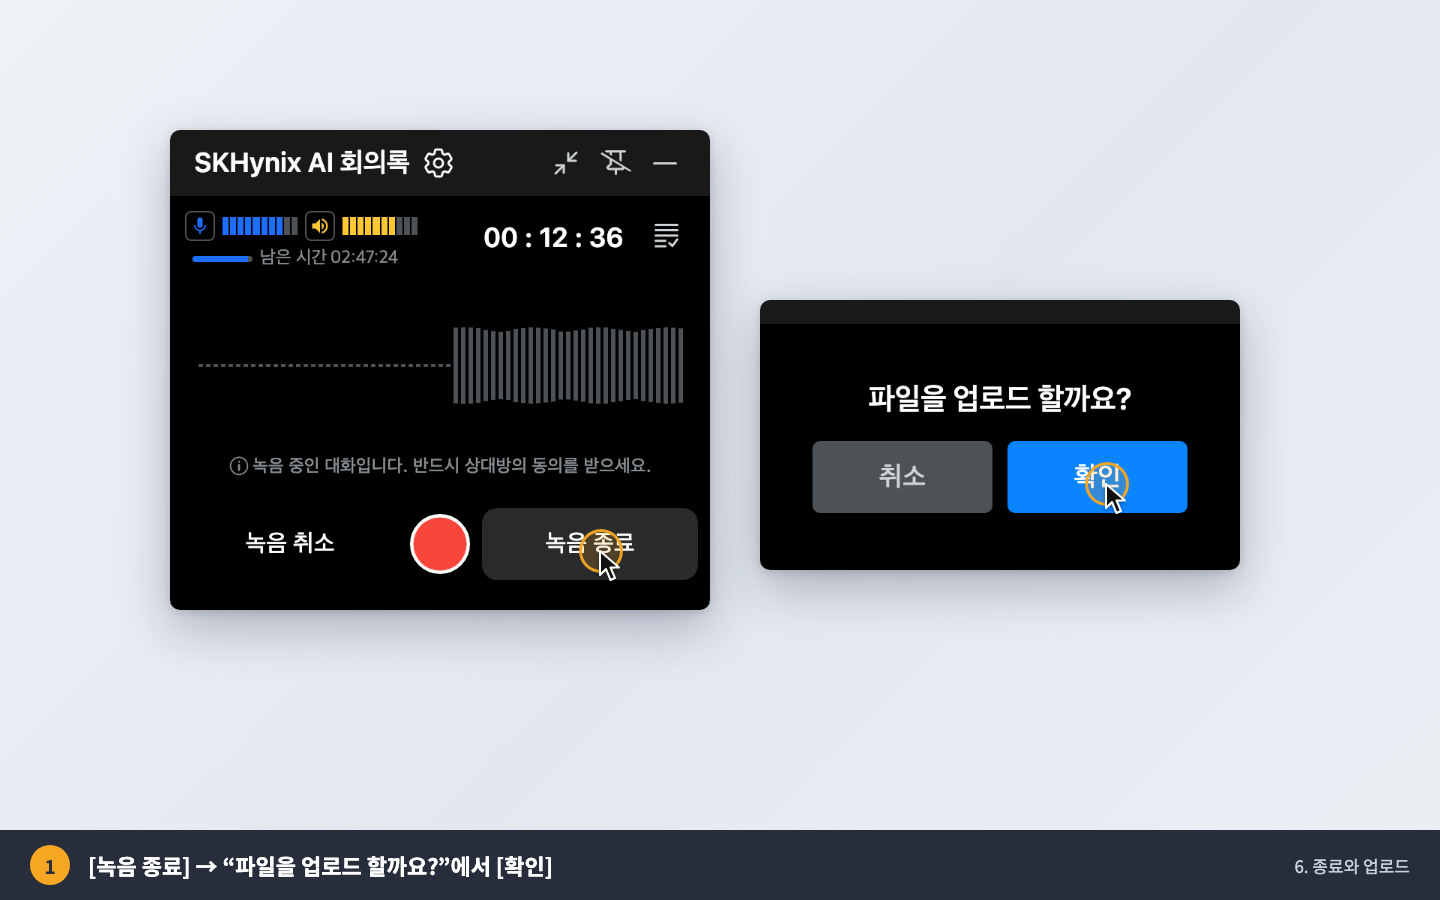 SKHynix AI 회의록
00 : 12 : 36
남은 시간 02:47:24
녹음 중인 대화입니다. 반드시 상대방의 동의를 받으세요.
녹음 취소
녹음 종료
파일을 업로드 할까요?
취소
확인
1
[녹음 종료] → “파일을 업로드 할까요?”에서 [확인]
6. 종료와 업로드